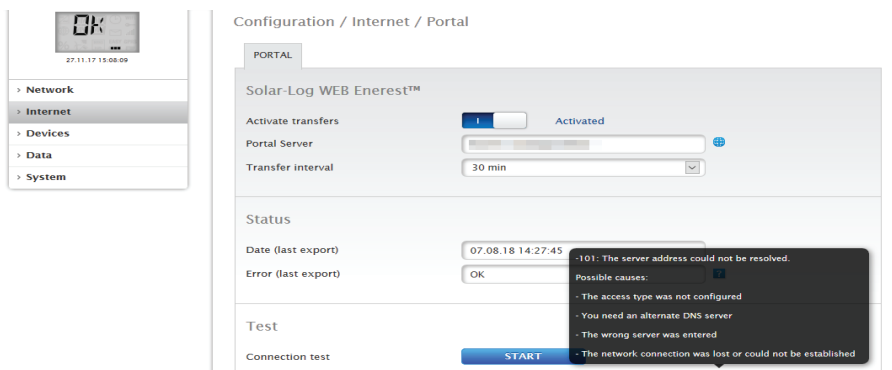 OK
...
27.11.17 15:08:09
› Network
› Internet
› Devices
› Data
› System
Configuration / Internet / Portal
PORTAL
Solar-Log WEB Enerest™
Activate transfers I Activated
Portal Server
Transfer interval 30 min
Status
Date (last export) 07.08.18 14:27:45
Error (last export) OK ?
-101: The server address could not be resolved.
Possible causes:
- The access type was not configured
- You need an alternate DNS server
- The wrong server was entered
- The network connection was lost or could not be established
Test
Connection test START